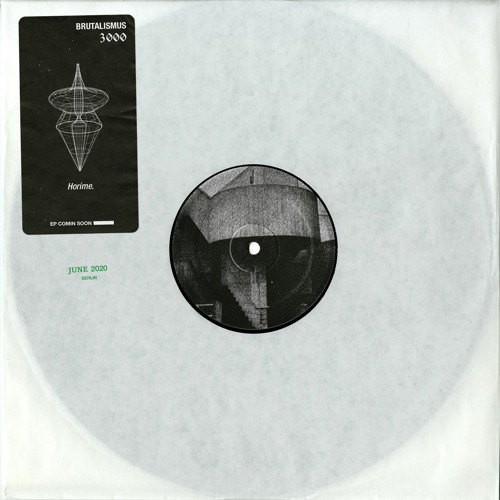 BRUTALISMUS
3000
Horime.
EP COMIN SOON
JUNE 2020
BERLIN